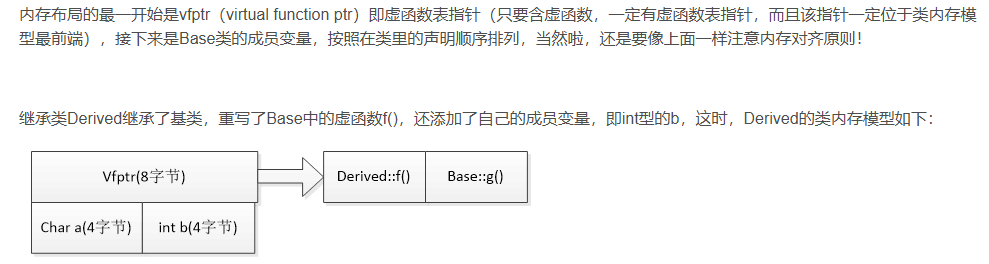 内存布局的最一开始是vfptr（virtual function ptr）即虚函数表指针（只要含虚函数，一定有虚函数表指针，而且该指针一定位于类内存模
型最前端），接下来是Base类的成员变量，按照在类里的声明顺序排列，当然啦，还是要像上面一样注意内存对齐原则！
继承类Derived继承了基类，重写了Base中的虚函数f()，还添加了自己的成员变量，即int型的b，这时，Derived的类内存模型如下：
Vfptr(8字节)
Derived::f()
Base::g()
Char a(4字节)
int b(4字节)